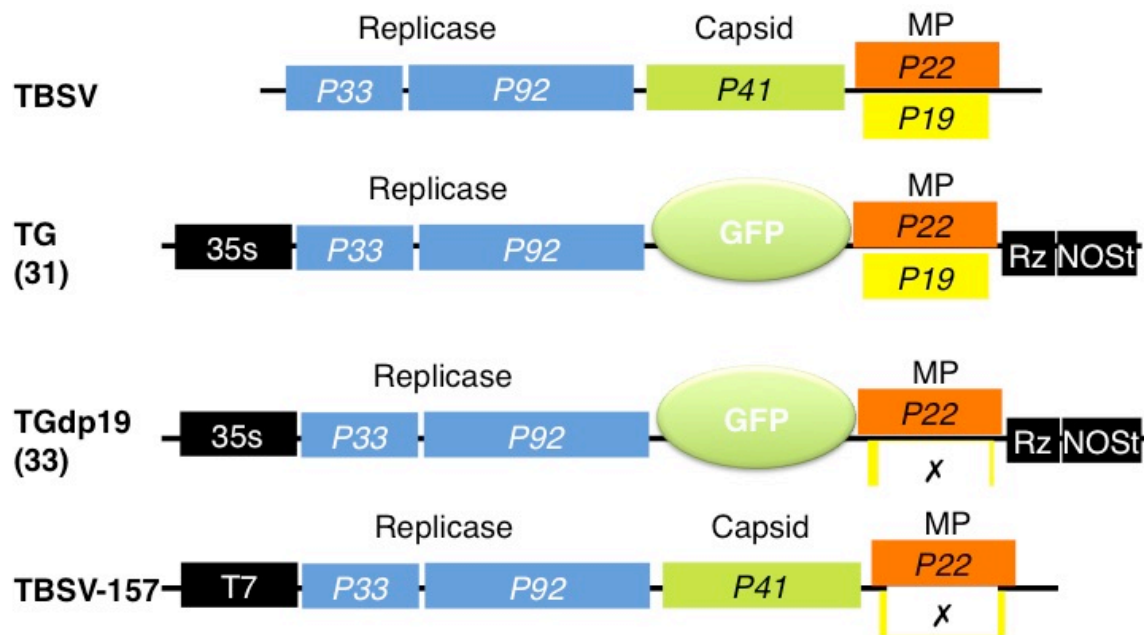 Replicase Capsid MP
TBSV P33 P92 P41 P22
P19
Replicase MP
TG 35s P33 P92 GFP P22 Rz NOSt
(31) P19
Replicase MP
TGdp19 35s P33 P92 GFP P22 Rz NOSt
(33) ✗
Replicase Capsid MP
TBSV-157 T7 P33 P92 P41 P22
✗